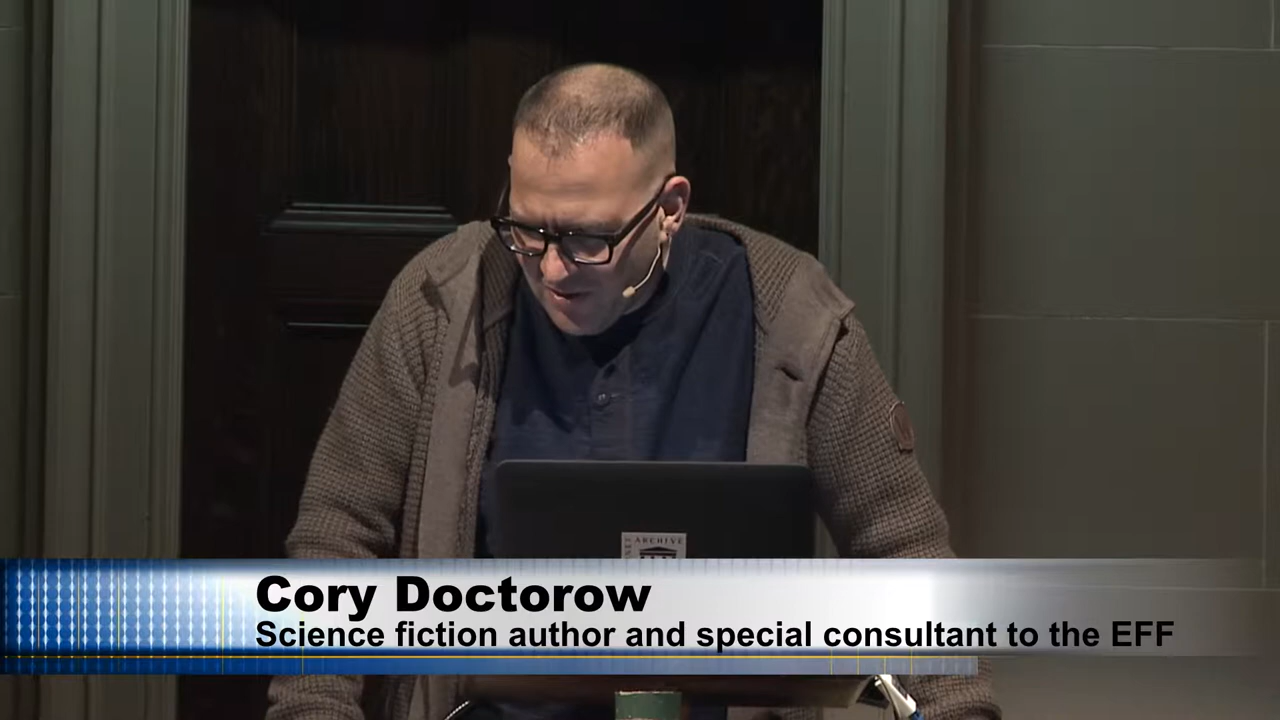 ARCHIVE
Cory Doctorow
Science fiction author and special consultant to the EFF